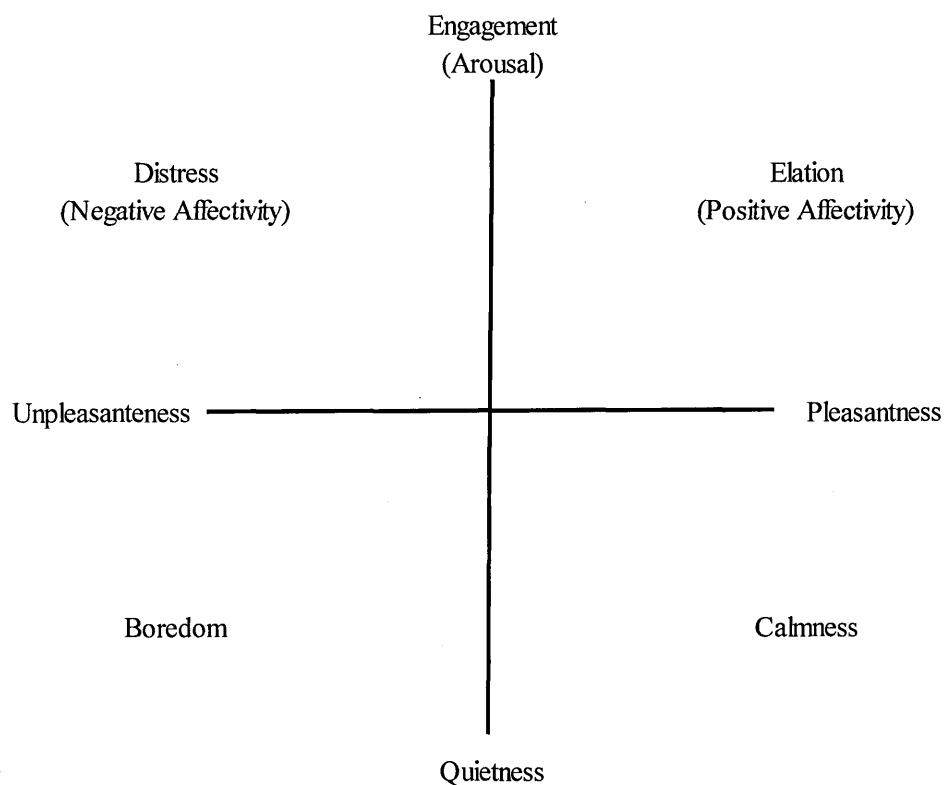 Engagement
(Arousal)
Distress
(Negative Affectivity)
Elation
(Positive Affectivity)
Unpleasanteness
Pleasantness
Boredom
Calmness
Quietness